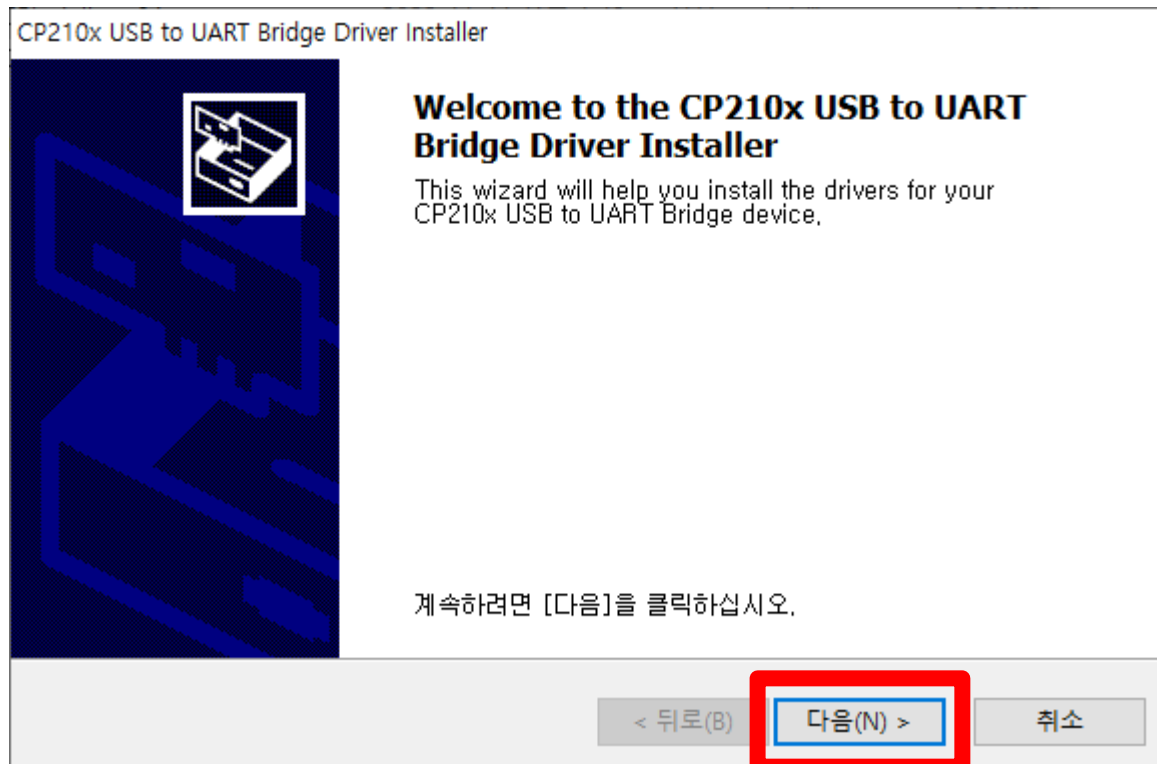 CP210x USB to UART Bridge Driver Installer
Welcome to the CP210x USB to UART
Bridge Driver Installer
This wizard will help you install the drivers for your
CP210x USB to UART Bridge device.
계속하려면 [다음]을 클릭하십시오.
< 뒤로(B)
다음(N) >
취소